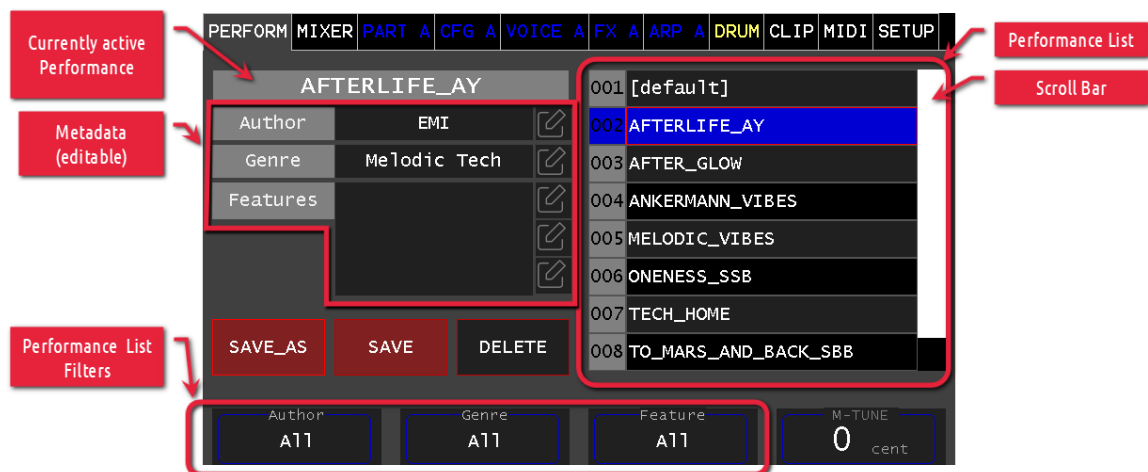 PERFORM MIXER PART A CFG A VOICE A FX A ARP A DRUM CLIP MIDI SETUP
Currently active
Performance
Performance List
Scroll Bar
AFTERLIFE_AY
001 [default]
Metadata
(editable)
Author EMI
002 AFTERLIFE_AY
Genre Melodic Tech
003 AFTER_GLOW
Features
004 ANKERMANN_VIBES
005 MELODIC_VIBES
006 ONENESS_SSB
007 TECH_HOME
008 TO_MARS_AND_BACK_SBB
SAVE_AS SAVE DELETE
Performance List
Filters
Author
All
Genre
All
Feature
All
M-TUNE
0 cent